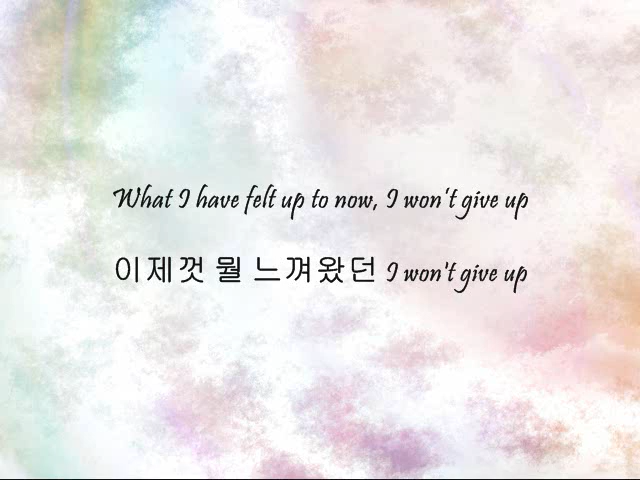 What I have felt up to now, I won't give up
이제껏 뭘 느껴왔던 I won't give up